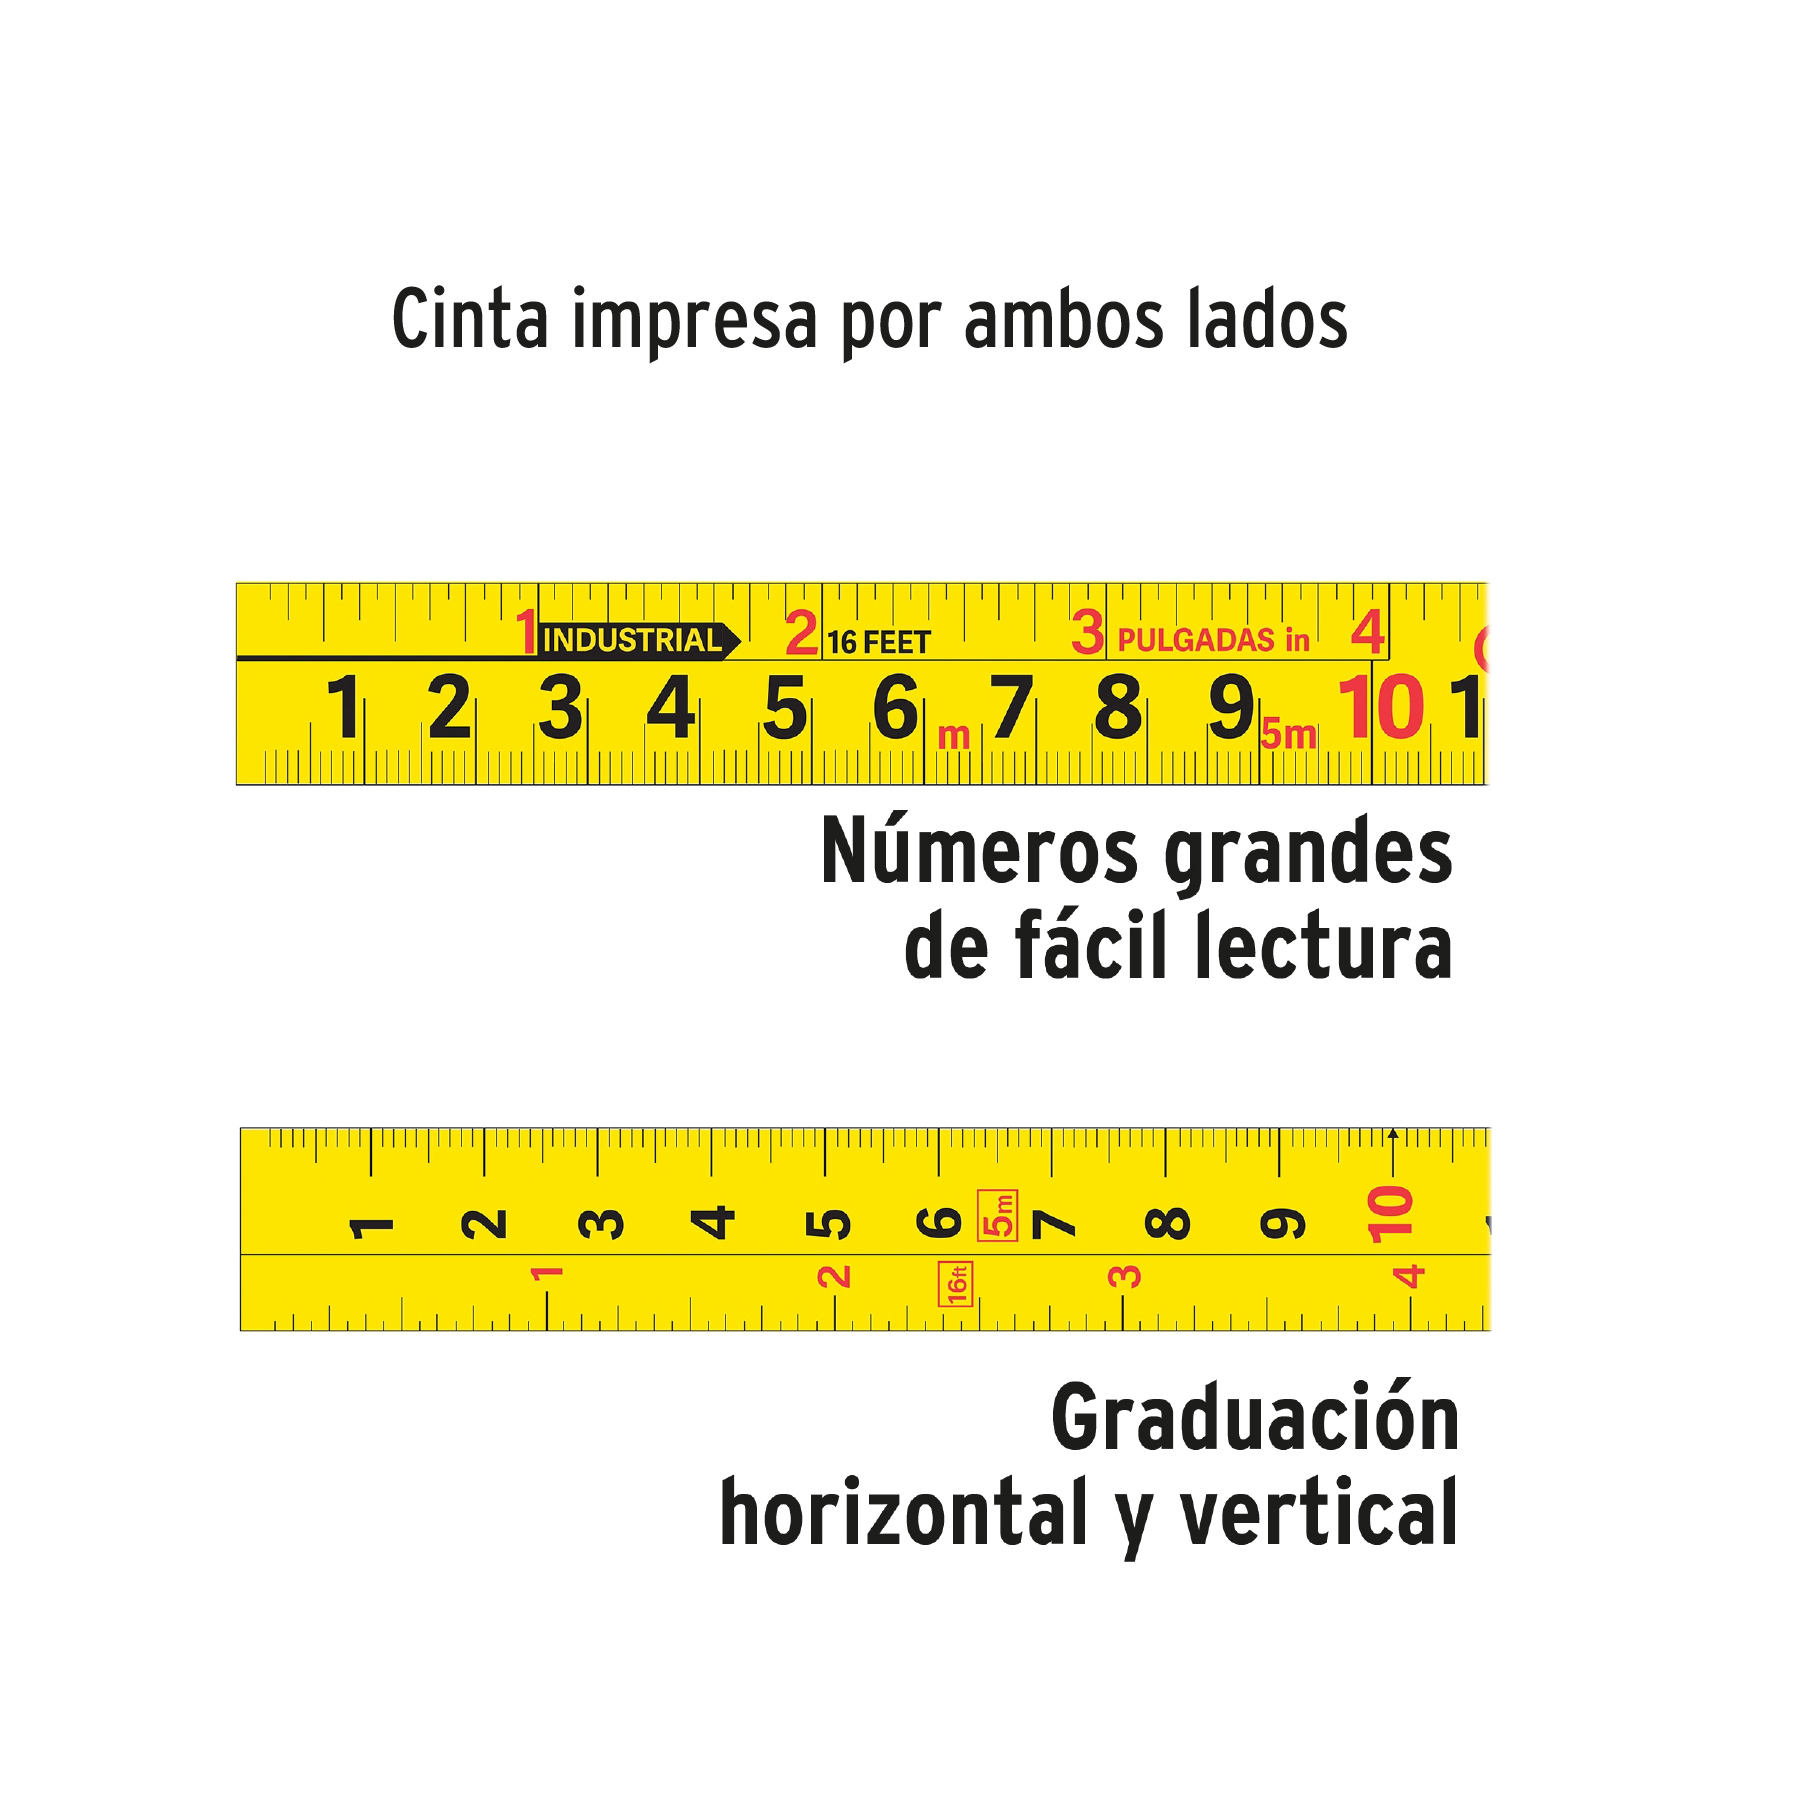 Cinta impresa por ambos lados
1 INDUSTRIAL 2 16 FEET 3 PULGADAS in 4
1 2 3 4 5 6 m 7 8 9 5m 10 1
Números grandes
de fácil lectura
1 2 3 4 5 6 5m 7 8 9 10
1 2 16ft 3 4
Graduación
horizontal y vertical